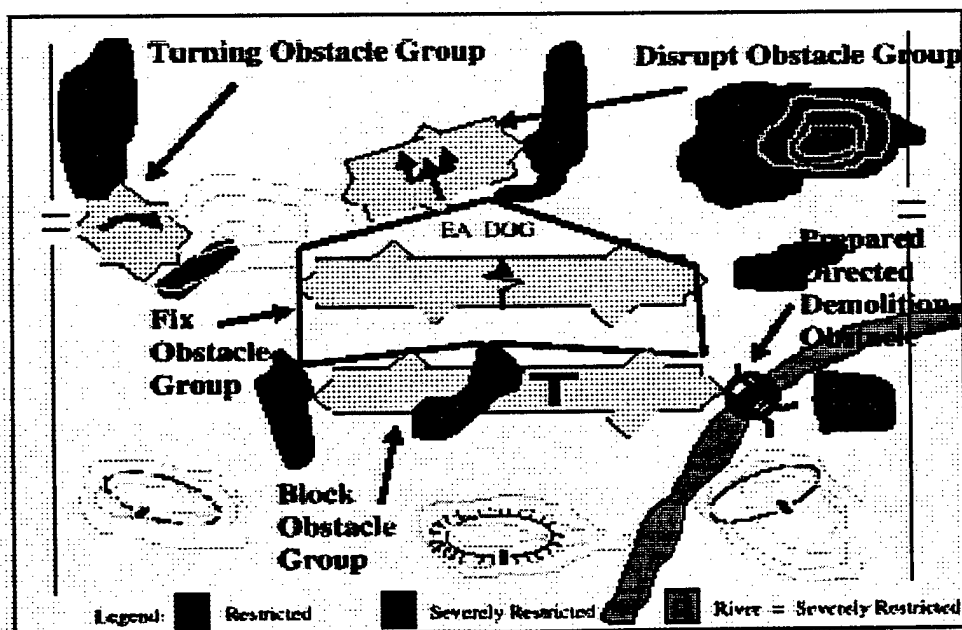 Turning Obstacle Group
Disrupt Obstacle Group
EA DOG
Prepared
Directed
Demolition
Obstacle
Fix
Obstacle
Group
Block
Obstacle
Group
Legend: Restricted Severely Restricted River = Severely Restricted